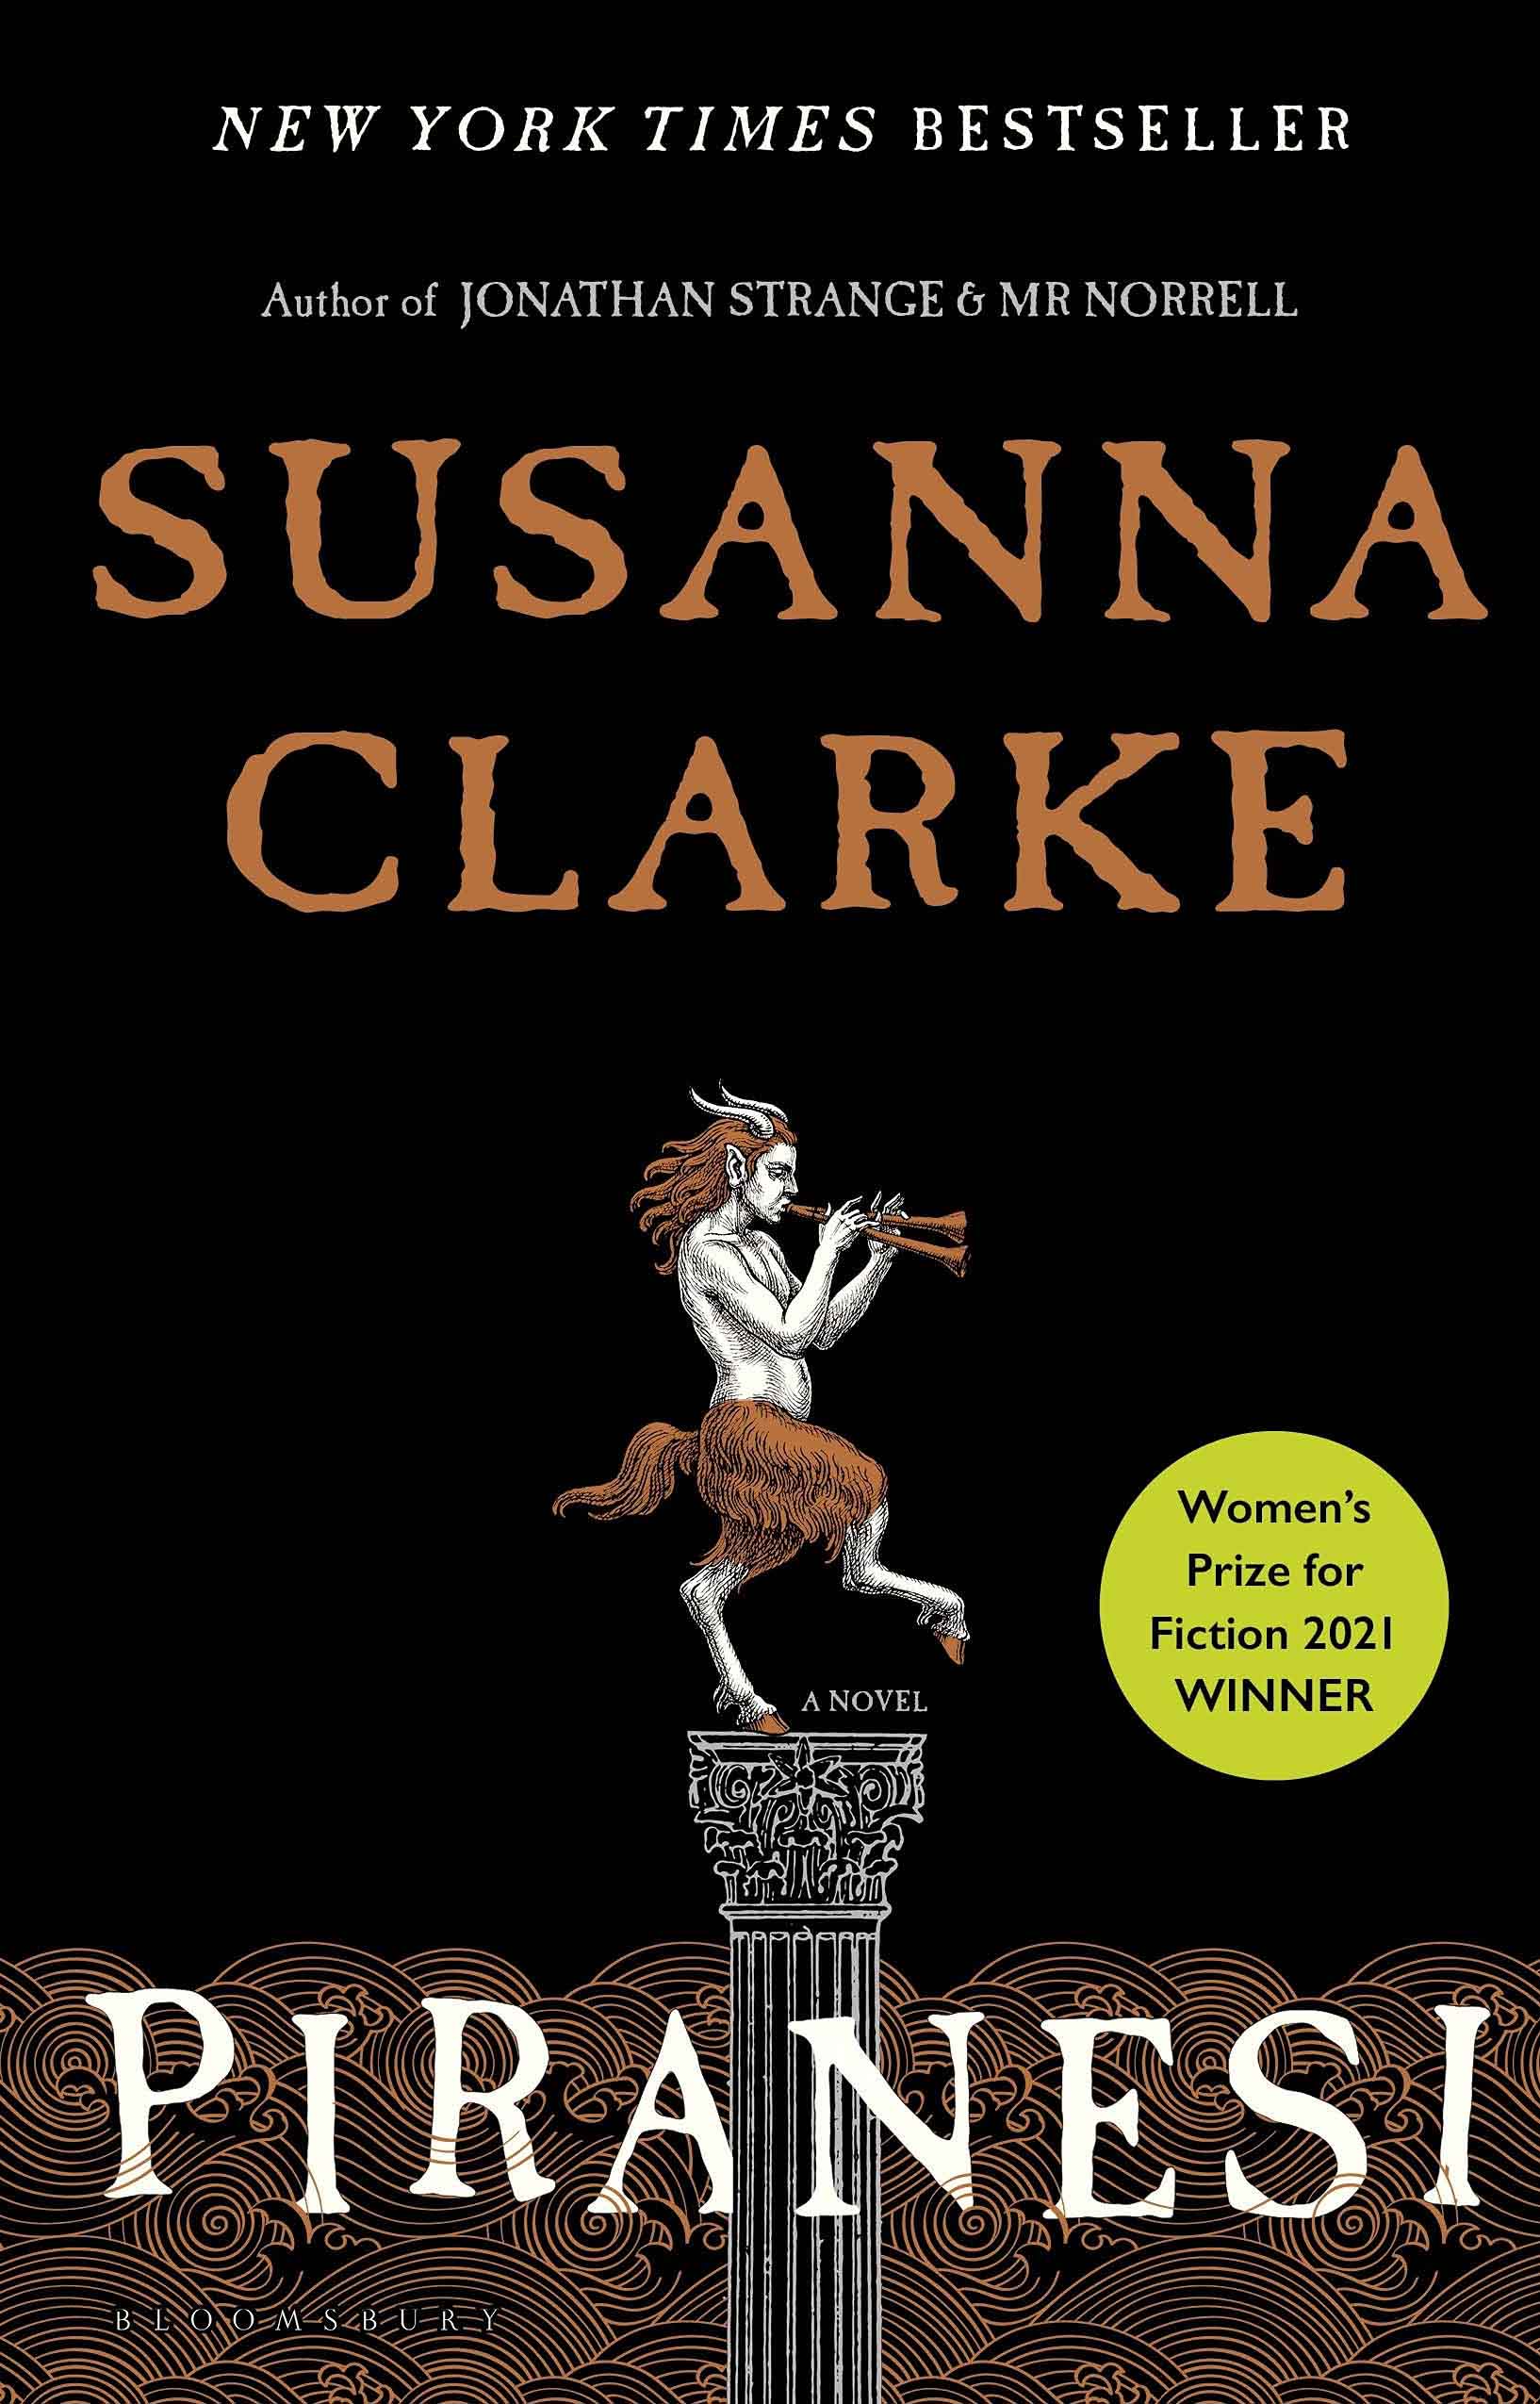 NEW YORK TIMES BESTSELLER
Author of JONATHAN STRANGE & MR NORRELL
SUSANNA
CLARKE
Women's
Prize for
Fiction 2021
WINNER
A NOVEL
PIRANESI
BLOOMSBURY